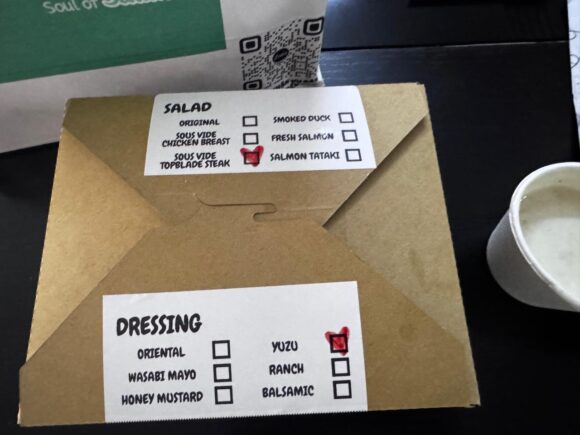 Soul of
SALAD
ORIGINAL
SOUS VIDE
CHICKEN BREAST
SOUS VIDE
TOPBLADE STEAK
SMOKED DUCK
FRESH SALMON
SALMON TATAKI
DRESSING
ORIENTAL
WASABI MAYO
HONEY MUSTARD
YUZU
RANCH
BALSAMIC